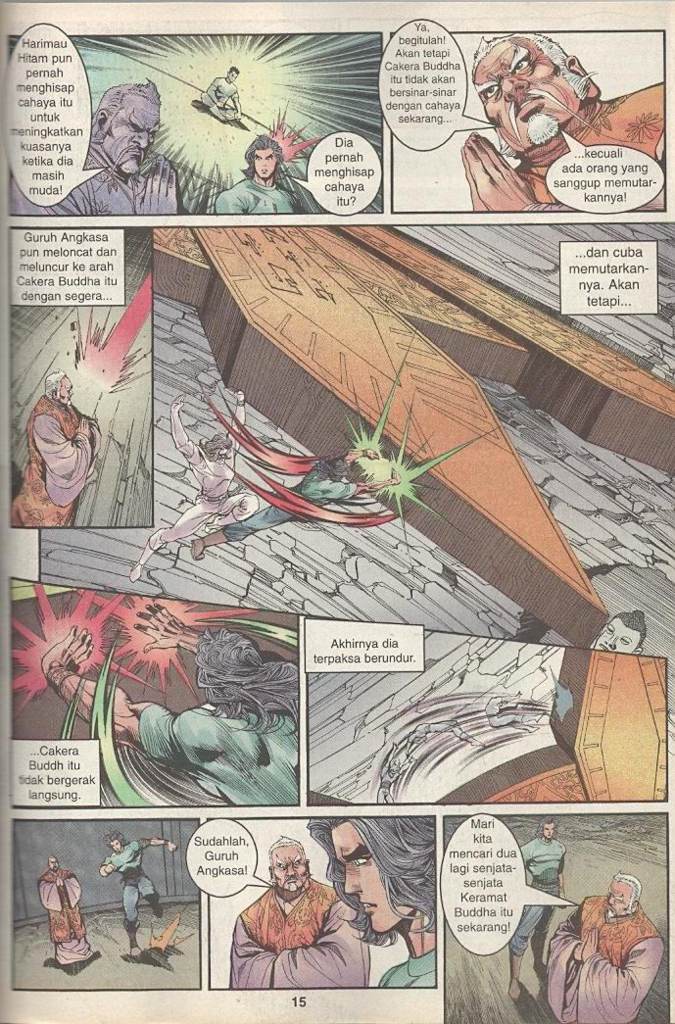 Harimau
Hitam pun
pernah
menghisap
cahaya itu
untuk
meningkatkan
kuasanya
ketika dia
masih
muda!
Dia
pernah
menghisap
cahaya
itu?
Ya,
begitulah!
Akan tetapi
Cakera Buddha
itu tidak akan
bersinar-sinar
dengan cahaya
sekarang...
...kecuali
ada orang yang
sanggup memutar-
kannya!
Guruh Angkasa
pun meloncat dan
meluncur ke arah
Cakera Buddha itu
dengan segera...
...dan cuba
memutarkan-
nya. Akan
tetapi...
...Cakera
Buddh itu
tidak bergerak
langsung.
Akhirnya dia
terpaksa berundur.
Sudahlah,
Guruh
Angkasa!
Mari
kita
mencari dua
lagi senjata-
senjata
Keramat
Buddha itu
sekarang!
15